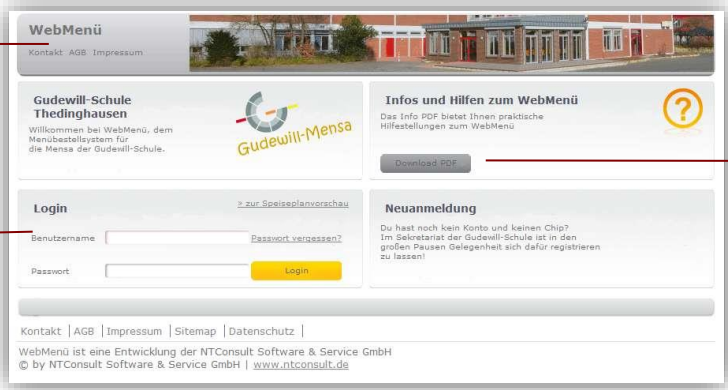 WebMenü
Kontakt AGB Impressum
Gudewill-Schule
Thedinghausen
Willkommen bei WebMenü, dem
Menübestellsystem für
die Mensa der Gudewill-Schule.
Gudewill-Mensa
Infos und Hilfen zum WebMenü
Das Info PDF bietet Ihnen praktische
Hilfestellungen zum WebMenü
?
Download PDF
Login
> zur Speiseplanvorschau
Benutzername
Passwort vergessen?
Passwort
Login
Neuanmeldung
Du hast noch kein Konto und keinen Chip?
Im Sekretariat der Gudewill-Schule ist in den
großen Pausen Gelegenheit sich dafür registrieren
zu lassen!
Kontakt | AGB | Impressum | Sitemap | Datenschutz |
WebMenü ist eine Entwicklung der NTConsult Software & Service GmbH
© by NTConsult Software & Service GmbH | www.ntconsult.de